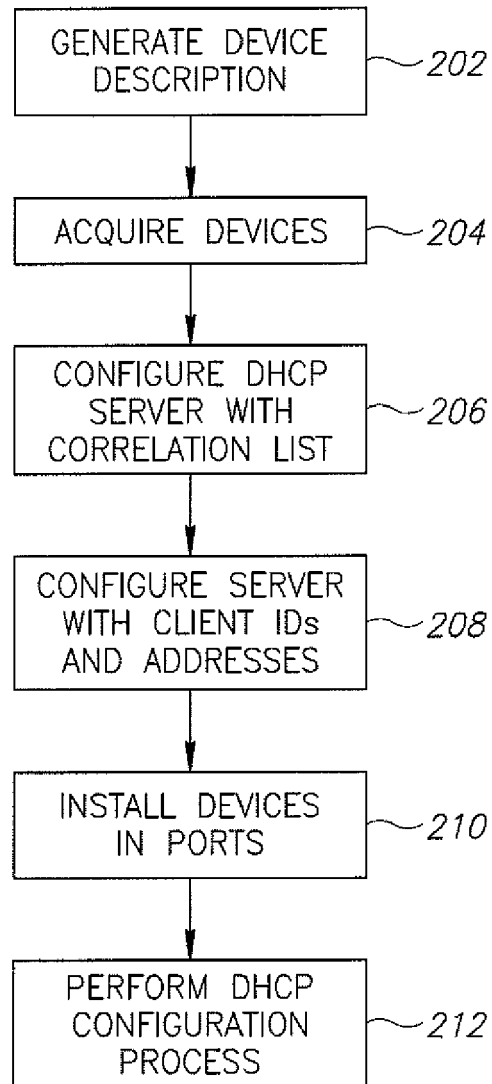 GENERATE DEVICE
DESCRIPTION
202
ACQUIRE DEVICES
204
CONFIGURE DHCP
SERVER WITH
CORRELATION LIST
206
CONFIGURE SERVER
WITH CLIENT IDs
AND ADDRESSES
208
INSTALL DEVICES
IN PORTS
210
PERFORM DHCP
CONFIGURATION
PROCESS
212